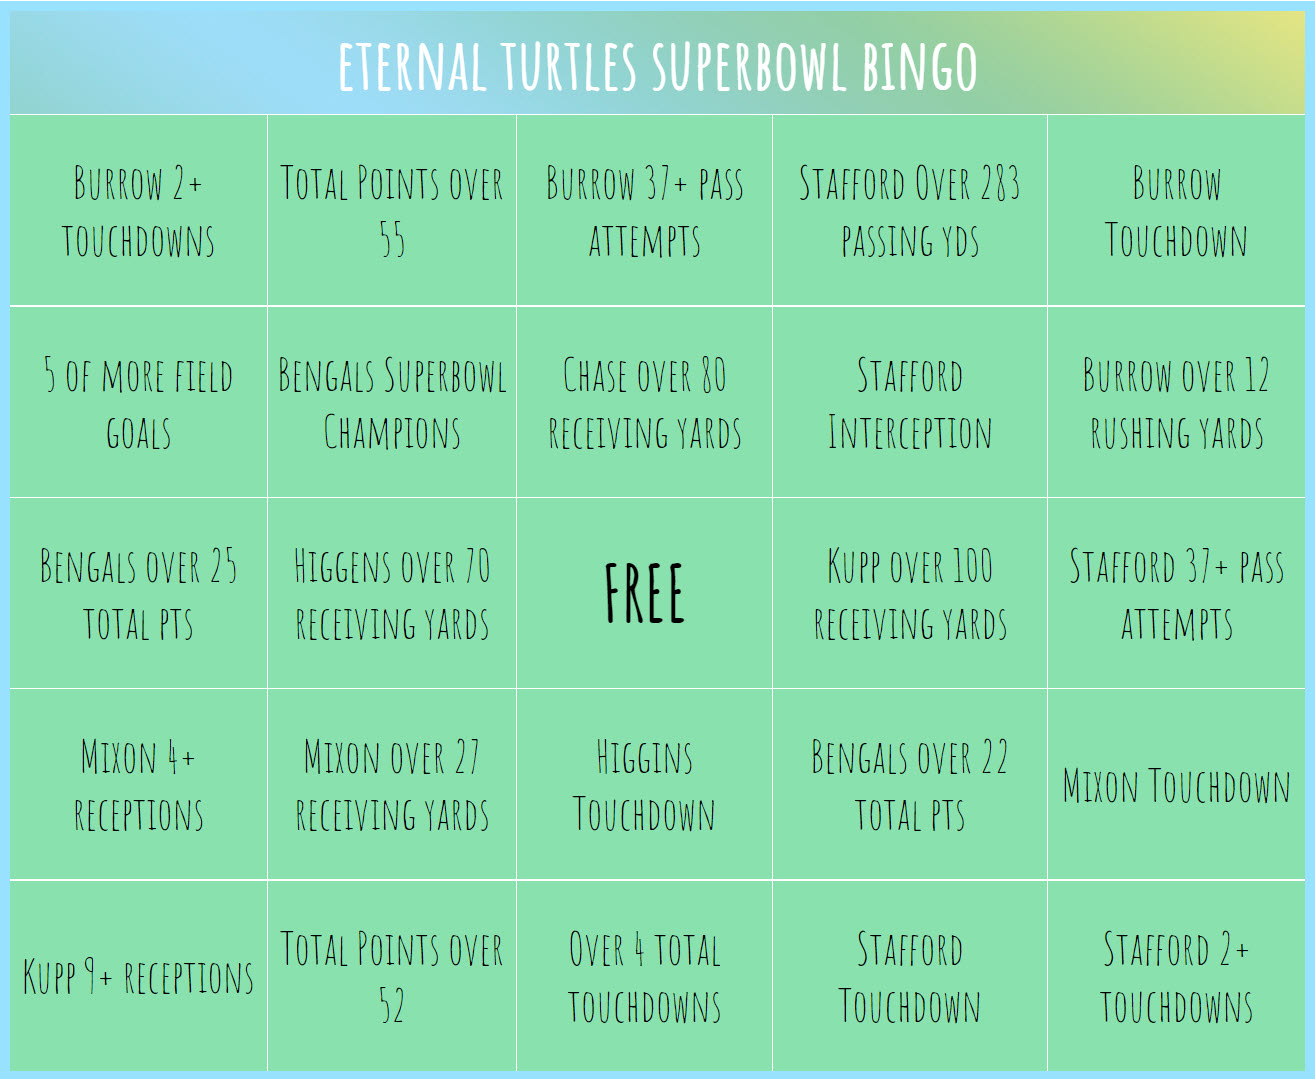 ETERNAL TURTLES SUPERBOWL BINGO
BURROW 2+
TOUCHDOWNS
TOTAL POINTS OVER
55
BURROW 37+ PASS
ATTEMPTS
STAFFORD OVER 283
PASSING YDS
BURROW
TOUCHDOWN
5 OF MORE FIELD
GOALS
BENGALS SUPERBOWL
CHAMPIONS
CHASE OVER 80
RECEIVING YARDS
STAFFORD
INTERCEPTION
BURROW OVER 12
RUSHING YARDS
BENGALS OVER 25
TOTAL PTS
HIGGENS OVER 70
RECEIVING YARDS
FREE
KUPP OVER 100
RECEIVING YARDS
STAFFORD 37+ PASS
ATTEMPTS
MIXON 4+
RECEPTIONS
MIXON OVER 27
RECEIVING YARDS
HIGGINS
TOUCHDOWN
BENGALS OVER 22
TOTAL PTS
MIXON TOUCHDOWN
KUPP 9+ RECEPTIONS
TOTAL POINTS OVER
52
OVER 4 TOTAL
TOUCHDOWNS
STAFFORD
TOUCHDOWN
STAFFORD 2+
TOUCHDOWNS